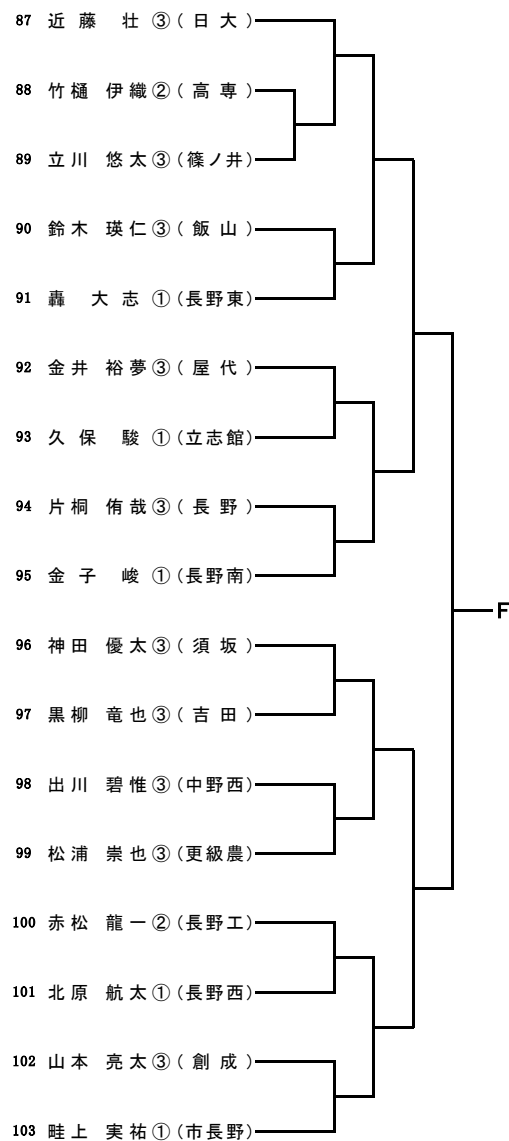 87 近藤 壮 ③ (日大)
88 竹樋 伊織 ② (高専)
89 立川 悠太 ③ (篠ノ井)
90 鈴木 瑛仁 ③ (飯山)
91 轟 大志 ① (長野東)
92 金井 裕夢 ③ (屋代)
93 久保 駿 ① (立志館)
94 片桐 侑哉 ③ (長野)
95 金子 峻 ① (長野南)
F
96 神田 優太 ③ (須坂)
97 黒柳 竜也 ③ (吉田)
98 出川 碧惟 ③ (中野西)
99 松浦 崇也 ③ (更級農)
100 赤松 龍一 ② (長野工)
101 北原 航太 ① (長野西)
102 山本 亮太 ③ (創成)
103 畦上 実祐 ① (市長野)